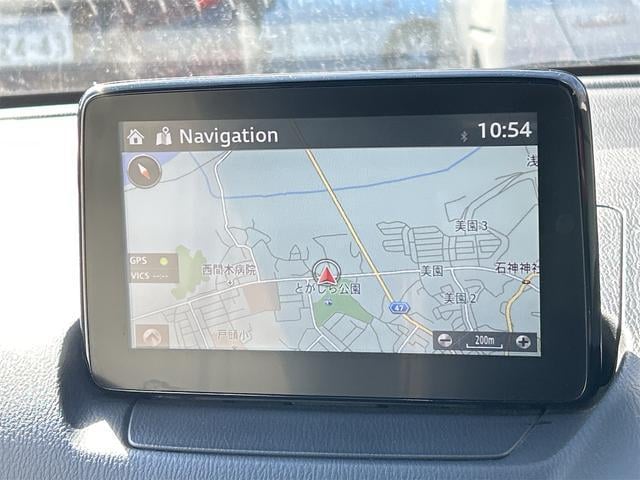 Navigation
10:54
浅
美園3
GPS
VICS --:--
西間木病院
美園
石神神社
とがしら公園
47
美園2
戸頭小
200m